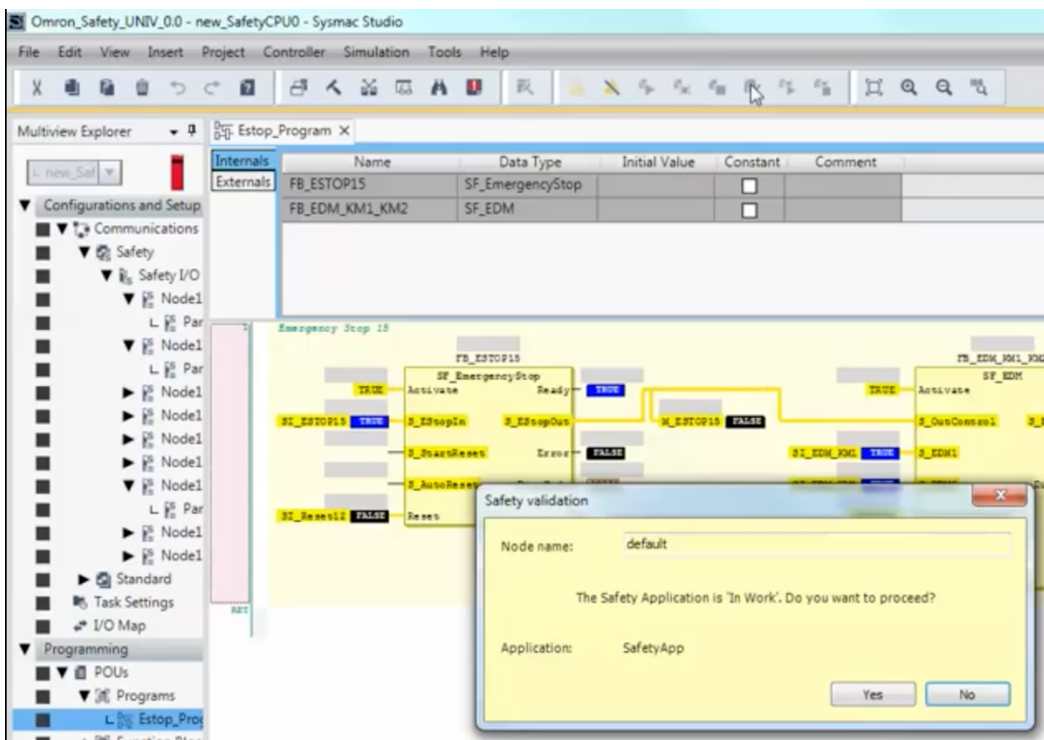 Omron_Safety_UNIV_0.0 - new_SafetyCPU0 - Sysmac Studio
File Edit View Insert Project Controller Simulation Tools Help
Multiview Explorer
Estop_Program
new_Saf
Internals Name Data Type Initial Value Constant Comment
Externals FB_ESTOP15 SF_EmergencyStop
FB_EDM_KM1_KM2 SF_EDM
Configurations and Setup
Communications
Safety
Safety I/O
Node1
Par
Node1
Par
Node1
Node1
Node1
Node1
Node1
Par
Node1
Node1
Standard
Task Settings
I/O Map
Programming
POUs
Programs
Estop_Prog
1
Emergency Stop 15
FB_ESTOP15 FB_EDM_KM1_KM2
SF_EmergencyStop SF_EDM
TRUE Activate Ready TRUE TRUE Activate
SI_ESTOP15 TRUE S_EStopIn S_EStopOut M_ESTOP15 FALSE S_OutControl
S_StartReset Error FALSE SI_EDM_KM1 TRUE S_EDM1
S_AutoReset
SI_Reset12 FALSE Reset
RET
Safety validation
Node name: default
The Safety Application is 'In Work'. Do you want to proceed?
Application: SafetyApp
Yes No